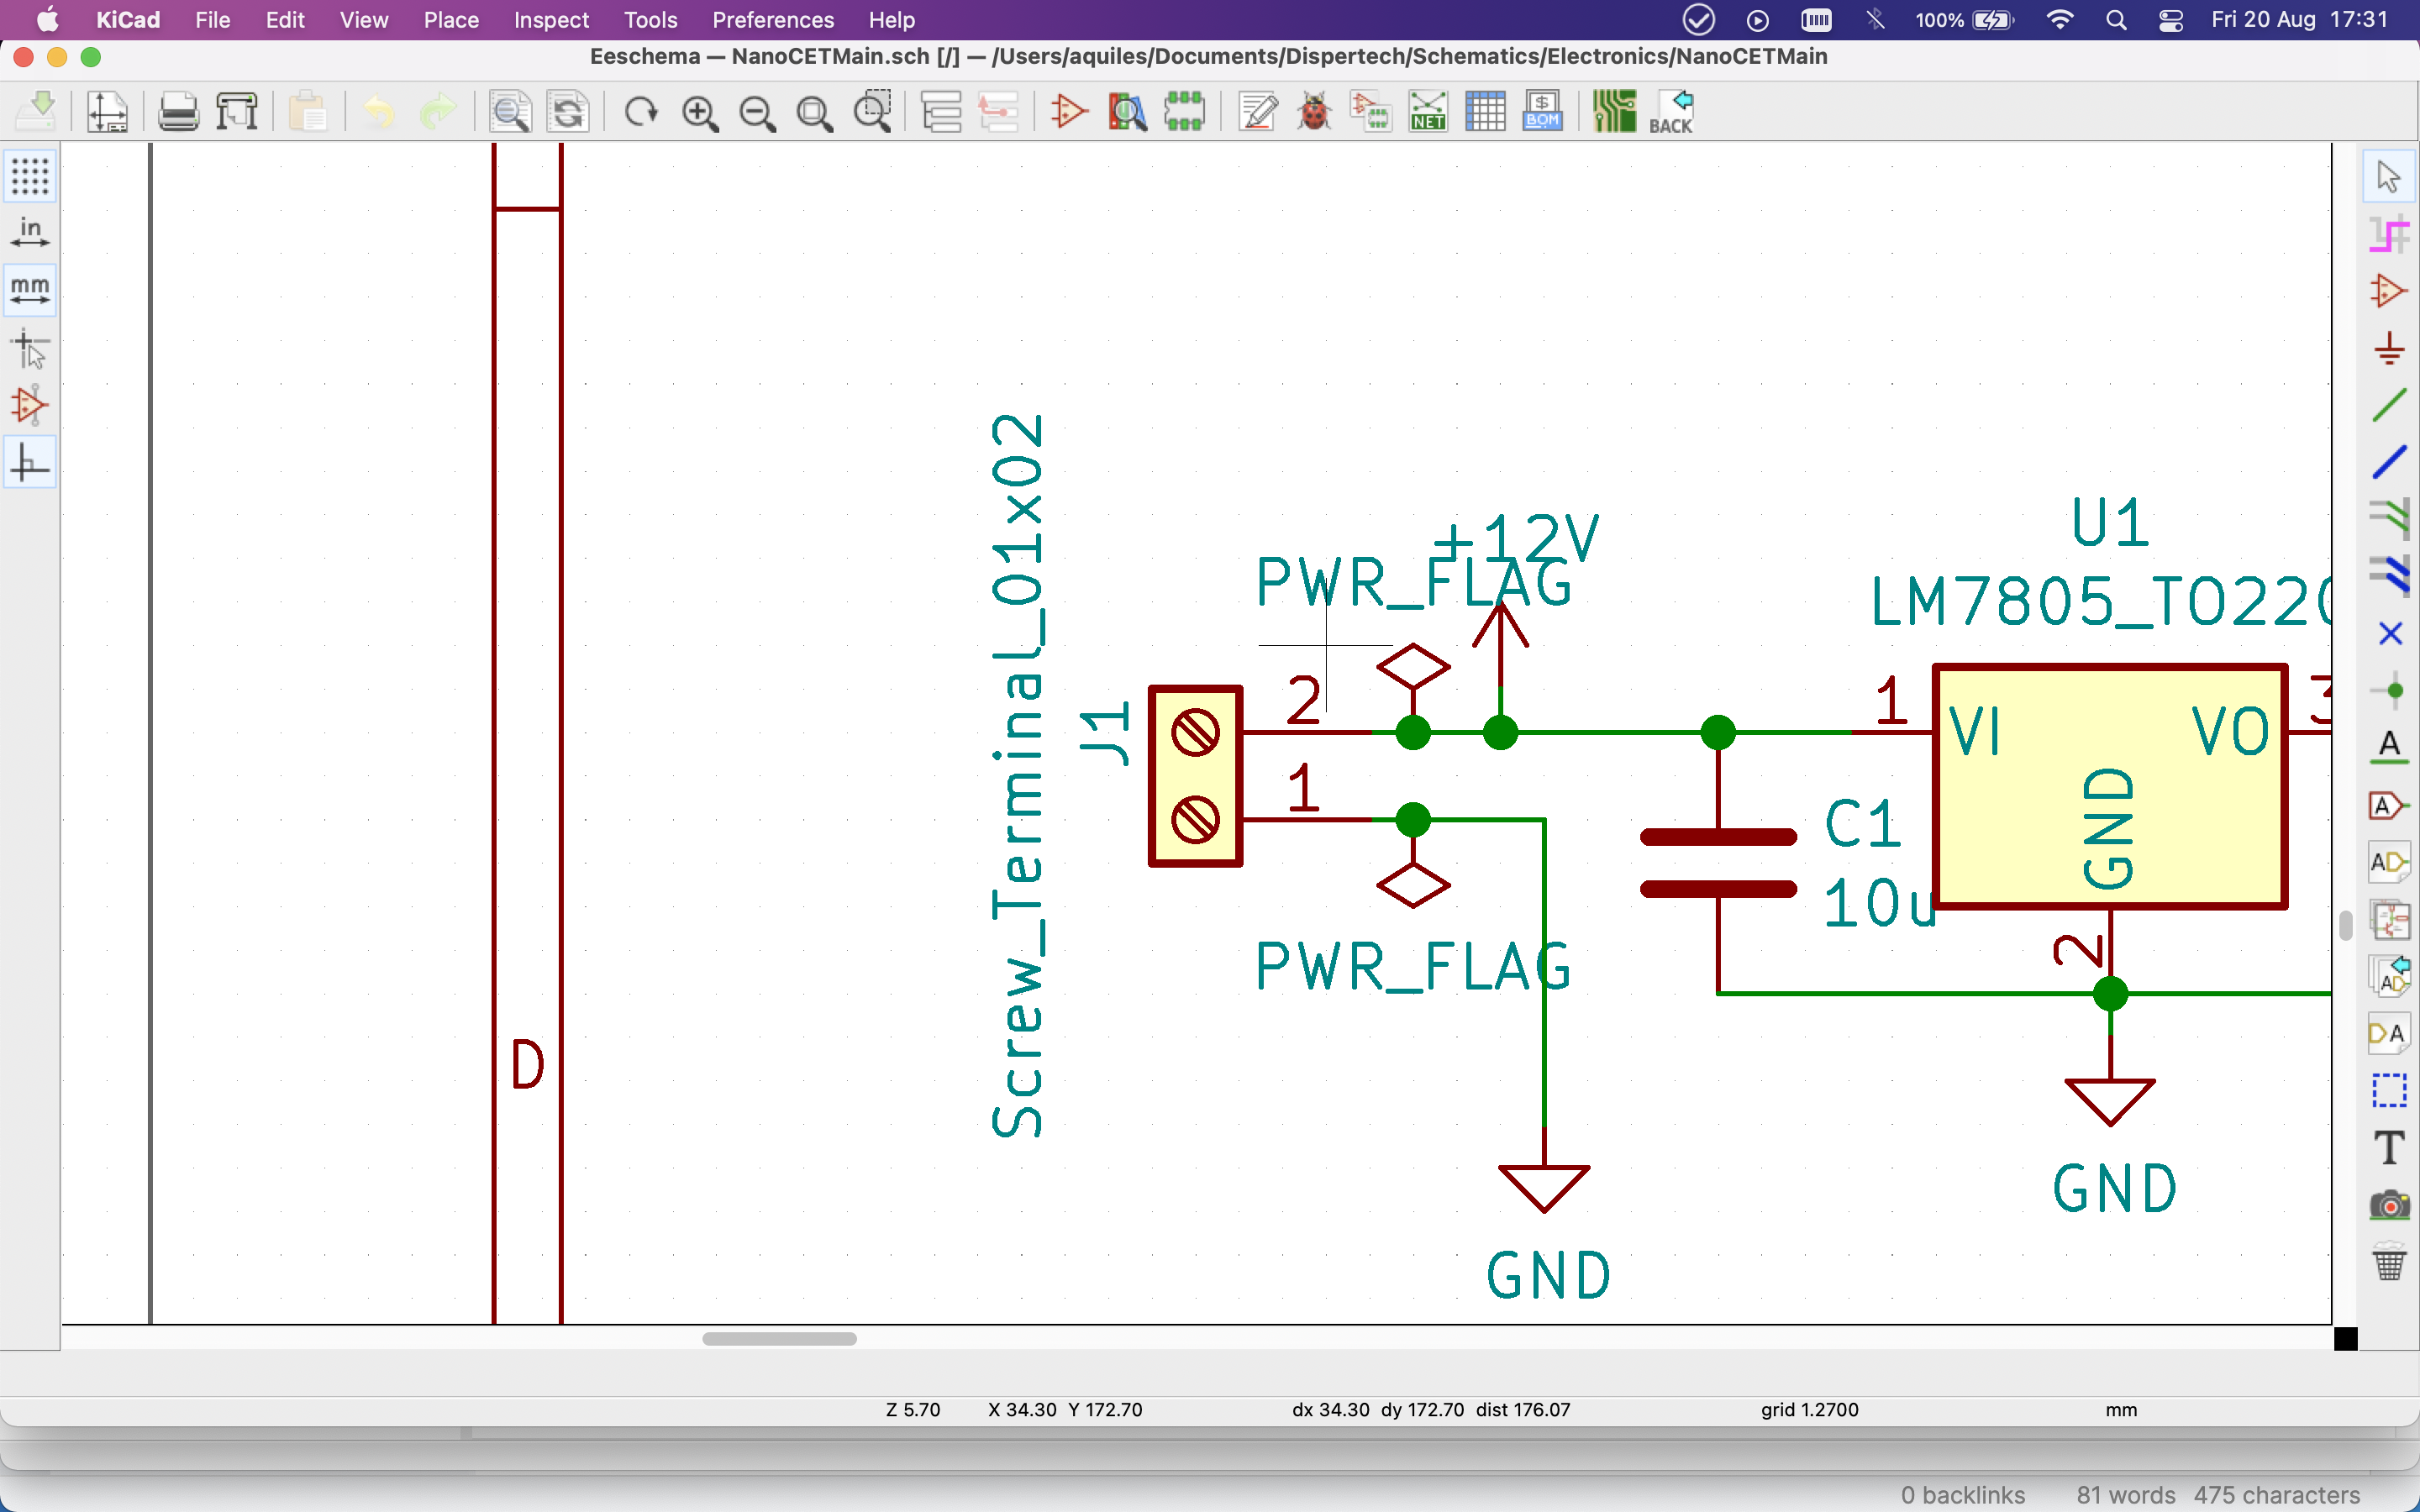 KiCad File Edit View Place Inspect Tools Preferences Help 100% Fri 20 Aug 17:31
Eeschema — NanoCETMain.sch [/] — /Users/aquiles/Documents/Dispertech/Schematics/Electronics/NanoCETMain
NET
$
BOM
BACK
in
mm
A
A
AD
AD
DA
T
Screw_Terminal_01x02
J1
+12V
PWR_FLAG
2
1
PWR_FLAG
GND
C1
10u
U1
LM7805_TO220
1
VI
VO
3
GND
2
GND
D
Z 5.70 X 34.30 Y 172.70 dx 34.30 dy 172.70 dist 176.07 grid 1.2700 mm
0 backlinks 81 words 475 characters